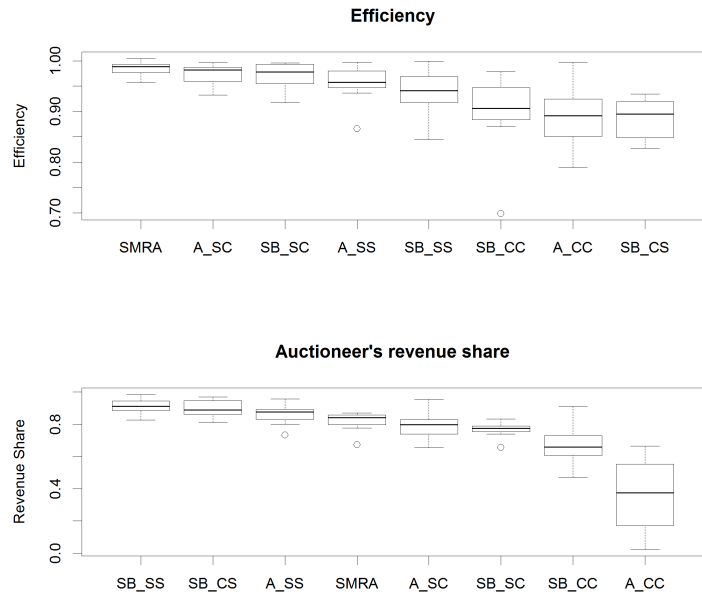 Efficiency
Efficiency
1.00
0.90
0.80
0.70
SMRA A_SC SB_SC A_SS SB_SS SB_CC A_CC SB_CS
Auctioneer's revenue share
Revenue Share
0.8
0.4
0.0
SB_SS SB_CS A_SS SMRA A_SC SB_SC SB_CC A_CC